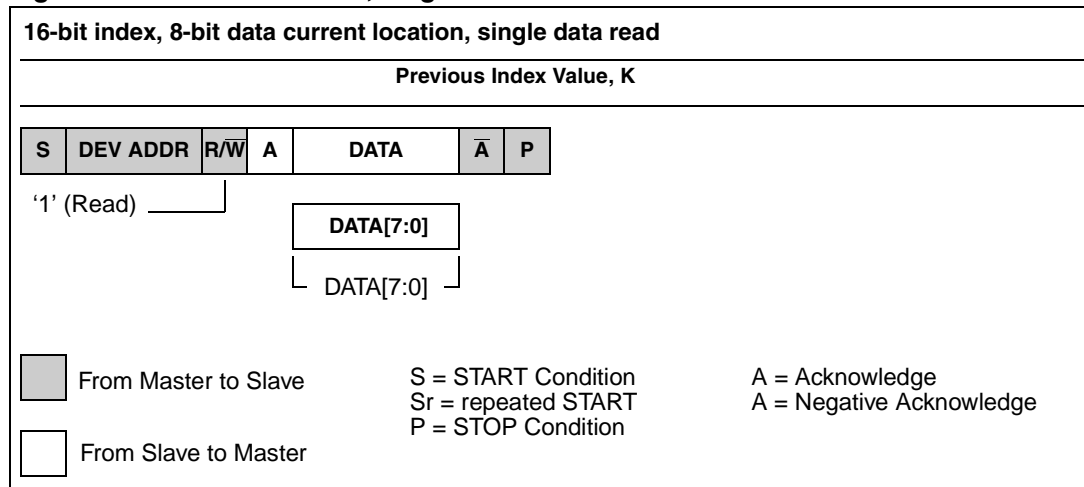 16-bit index, 8-bit data current location, single data read
Previous Index Value, K
S DEV ADDR R/W̅ A DATA A̅ P
‘1’ (Read)
DATA[7:0]
DATA[7:0]
From Master to Slave
S = START Condition
Sr = repeated START
P = STOP Condition
A = Acknowledge
A = Negative Acknowledge
From Slave to Master